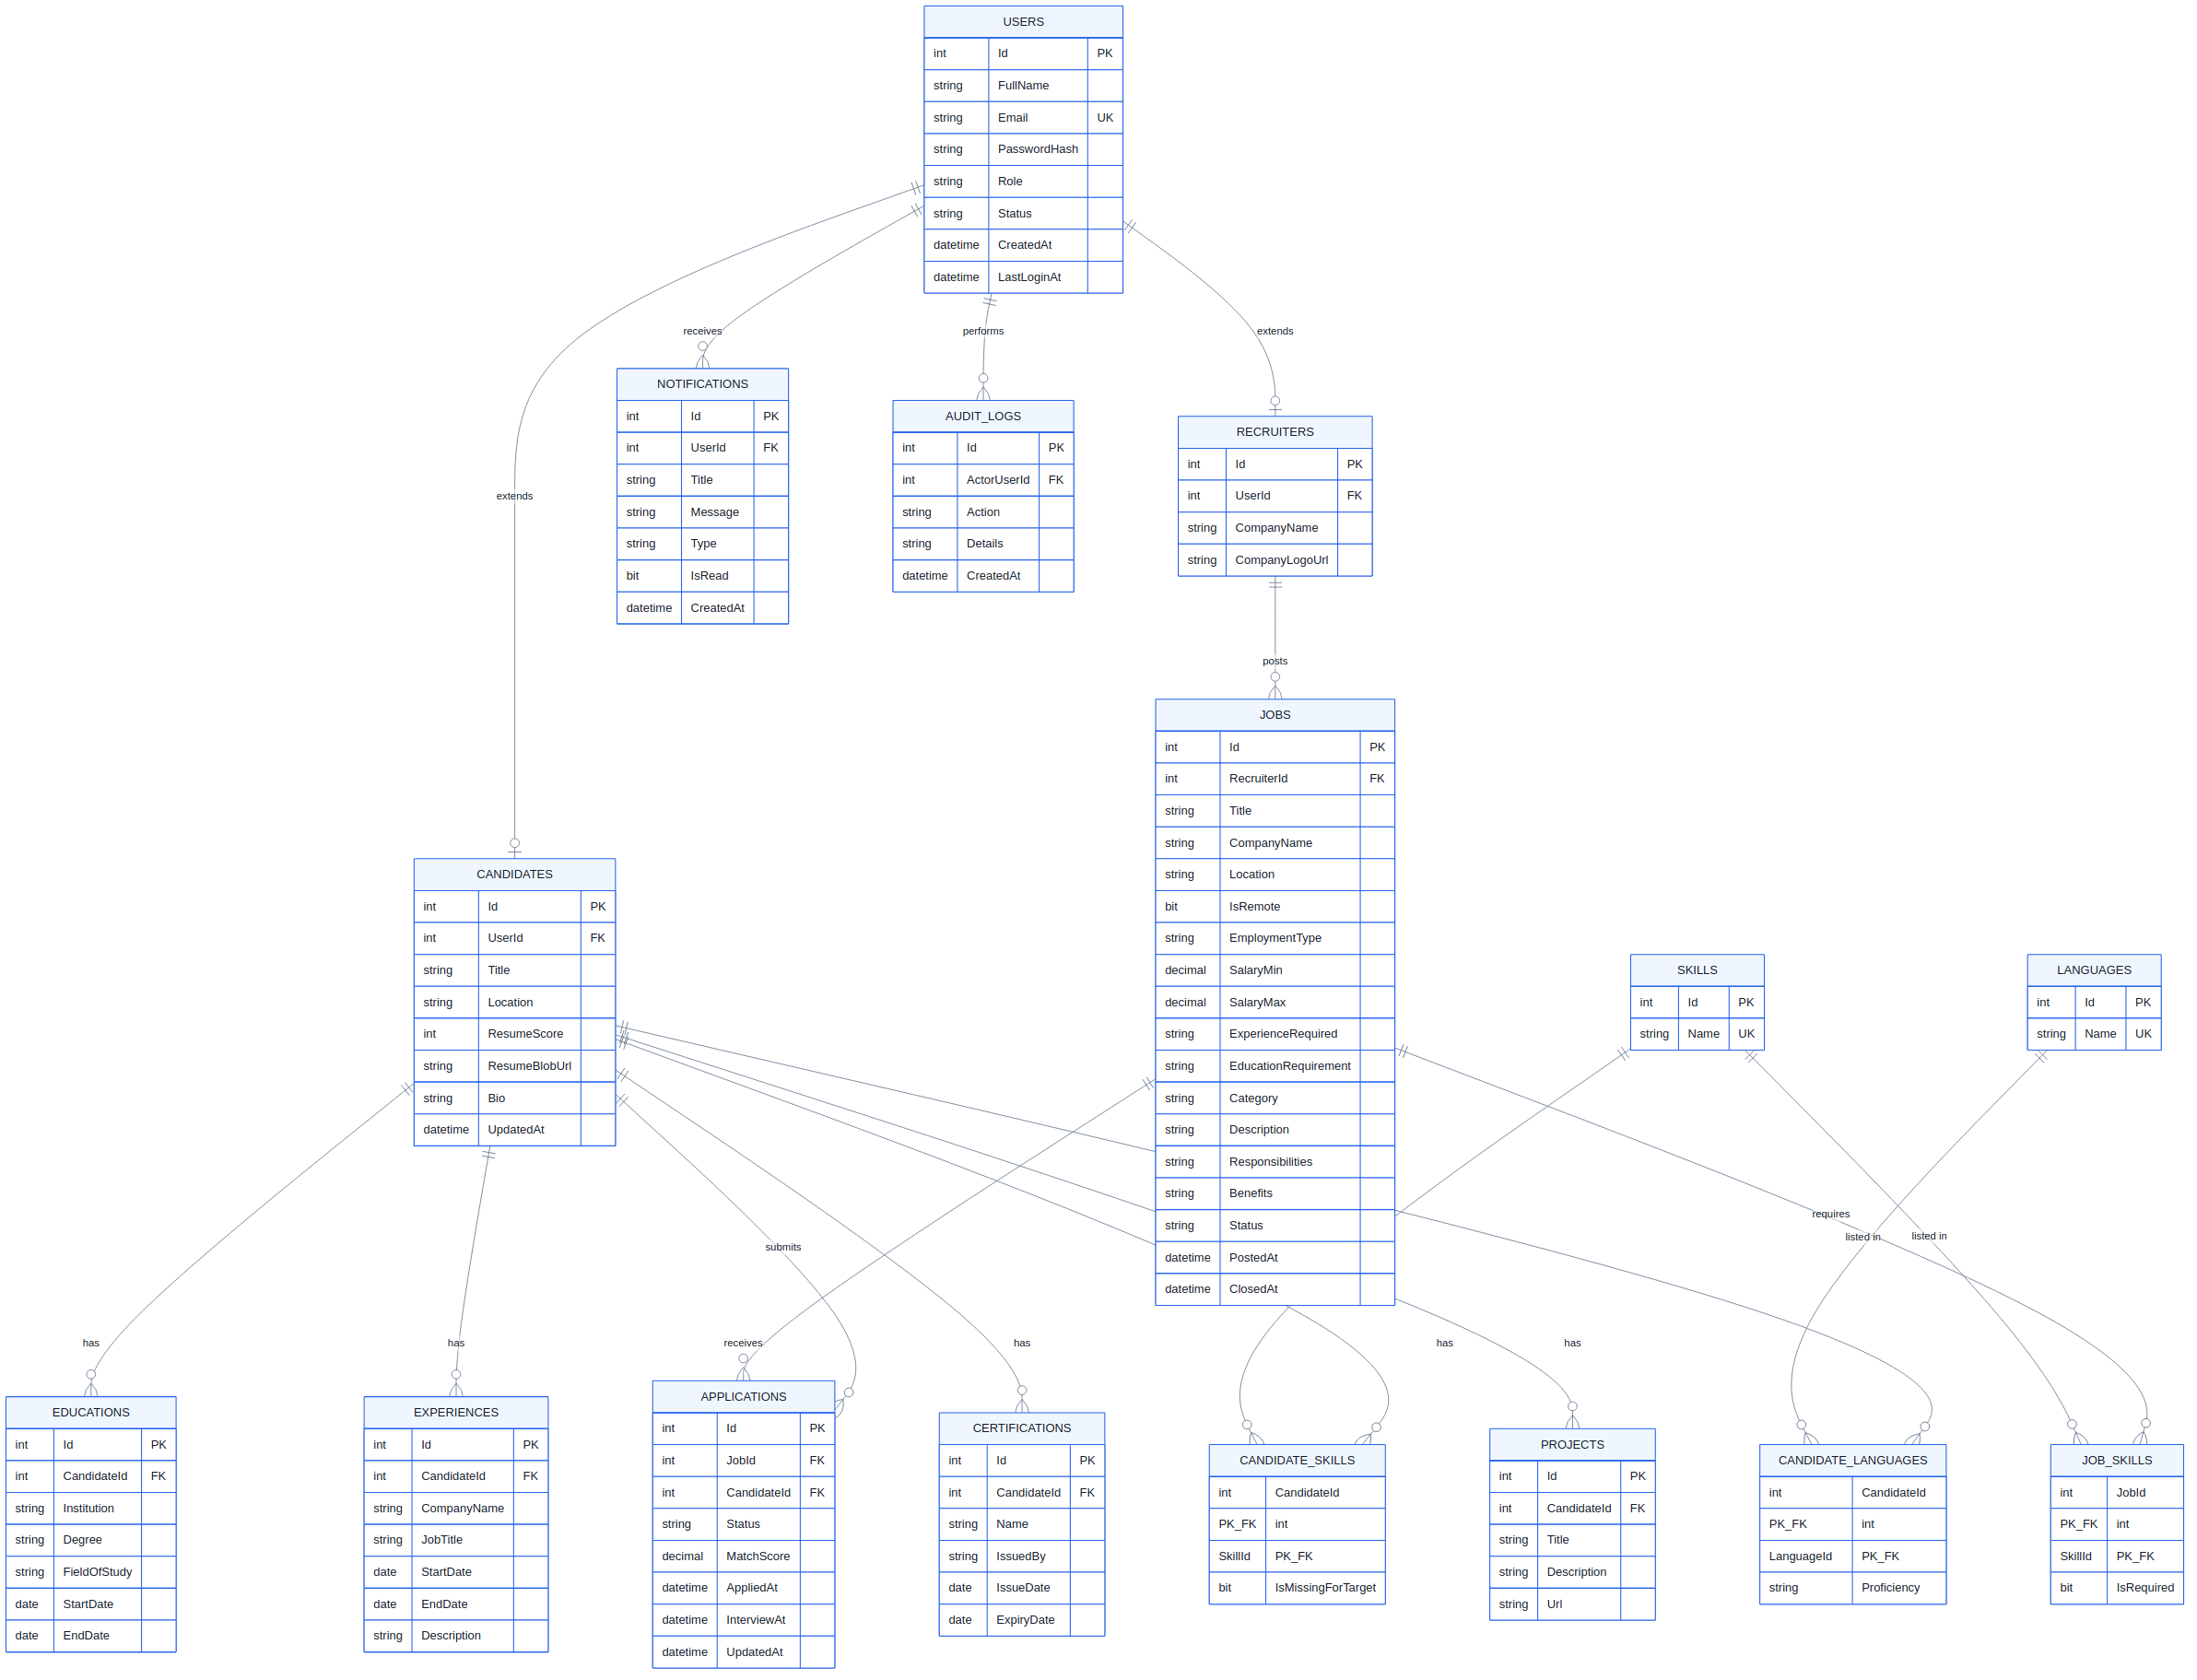 USERS
int Id PK
string FullName
string Email UK
string PasswordHash
string Role
string Status
datetime CreatedAt
datetime LastLoginAt
receives
performs
extends
extends
NOTIFICATIONS
int Id PK
int UserId FK
string Title
string Message
string Type
bit IsRead
datetime CreatedAt
AUDIT_LOGS
int Id PK
int ActorUserId FK
string Action
string Details
datetime CreatedAt
RECRUITERS
int Id PK
int UserId FK
string CompanyName
string CompanyLogoUrl
posts
JOBS
int Id PK
int RecruiterId FK
string Title
string CompanyName
string Location
bit IsRemote
string EmploymentType
decimal SalaryMin
decimal SalaryMax
string ExperienceRequired
string EducationRequirement
string Category
string Description
string Responsibilities
string Benefits
string Status
datetime PostedAt
datetime ClosedAt
CANDIDATES
int Id PK
int UserId FK
string Title
string Location
int ResumeScore
string ResumeBlobUrl
string Bio
datetime UpdatedAt
SKILLS
int Id PK
string Name UK
LANGUAGES
int Id PK
string Name UK
requires
listed in
listed in
submits
has
has
receives
has
has
has
EDUCATIONS
int Id PK
int CandidateId FK
string Institution
string Degree
string FieldOfStudy
date StartDate
date EndDate
EXPERIENCES
int Id PK
int CandidateId FK
string CompanyName
string JobTitle
date StartDate
date EndDate
string Description
APPLICATIONS
int Id PK
int JobId FK
int CandidateId FK
string Status
decimal MatchScore
datetime AppliedAt
datetime InterviewAt
datetime UpdatedAt
CERTIFICATIONS
int Id PK
int CandidateId FK
string Name
string IssuedBy
date IssueDate
date ExpiryDate
CANDIDATE_SKILLS
int CandidateId
PK_FK int
SkillId PK_FK
bit IsMissingForTarget
PROJECTS
int Id PK
int CandidateId FK
string Title
string Description
string Url
CANDIDATE_LANGUAGES
int CandidateId
PK_FK int
LanguageId PK_FK
string Proficiency
JOB_SKILLS
int JobId
PK_FK int
SkillId PK_FK
bit IsRequired